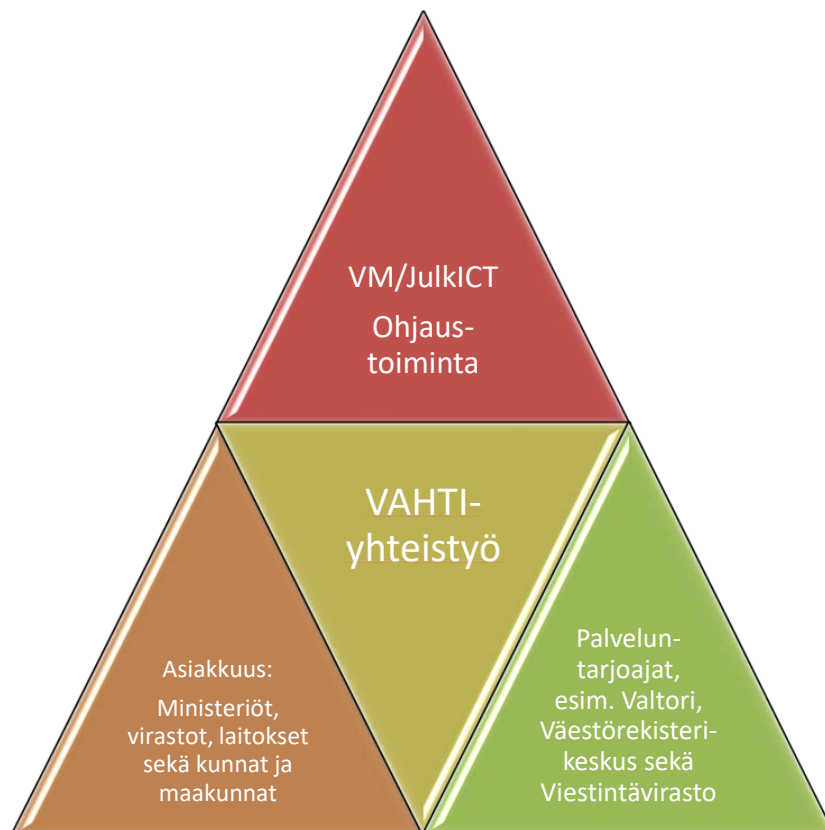 VM/JulkICT
Ohjaus-
toiminta
VAHTI-
yhteistyö
Asiakkuus:
Ministeriöt,
virastot, laitokset
sekä kunnat ja
maakunnat
Palvelun-
tarjoajat,
esim. Valtori,
Väestörekisteri-
keskus sekä
Viestintävirasto